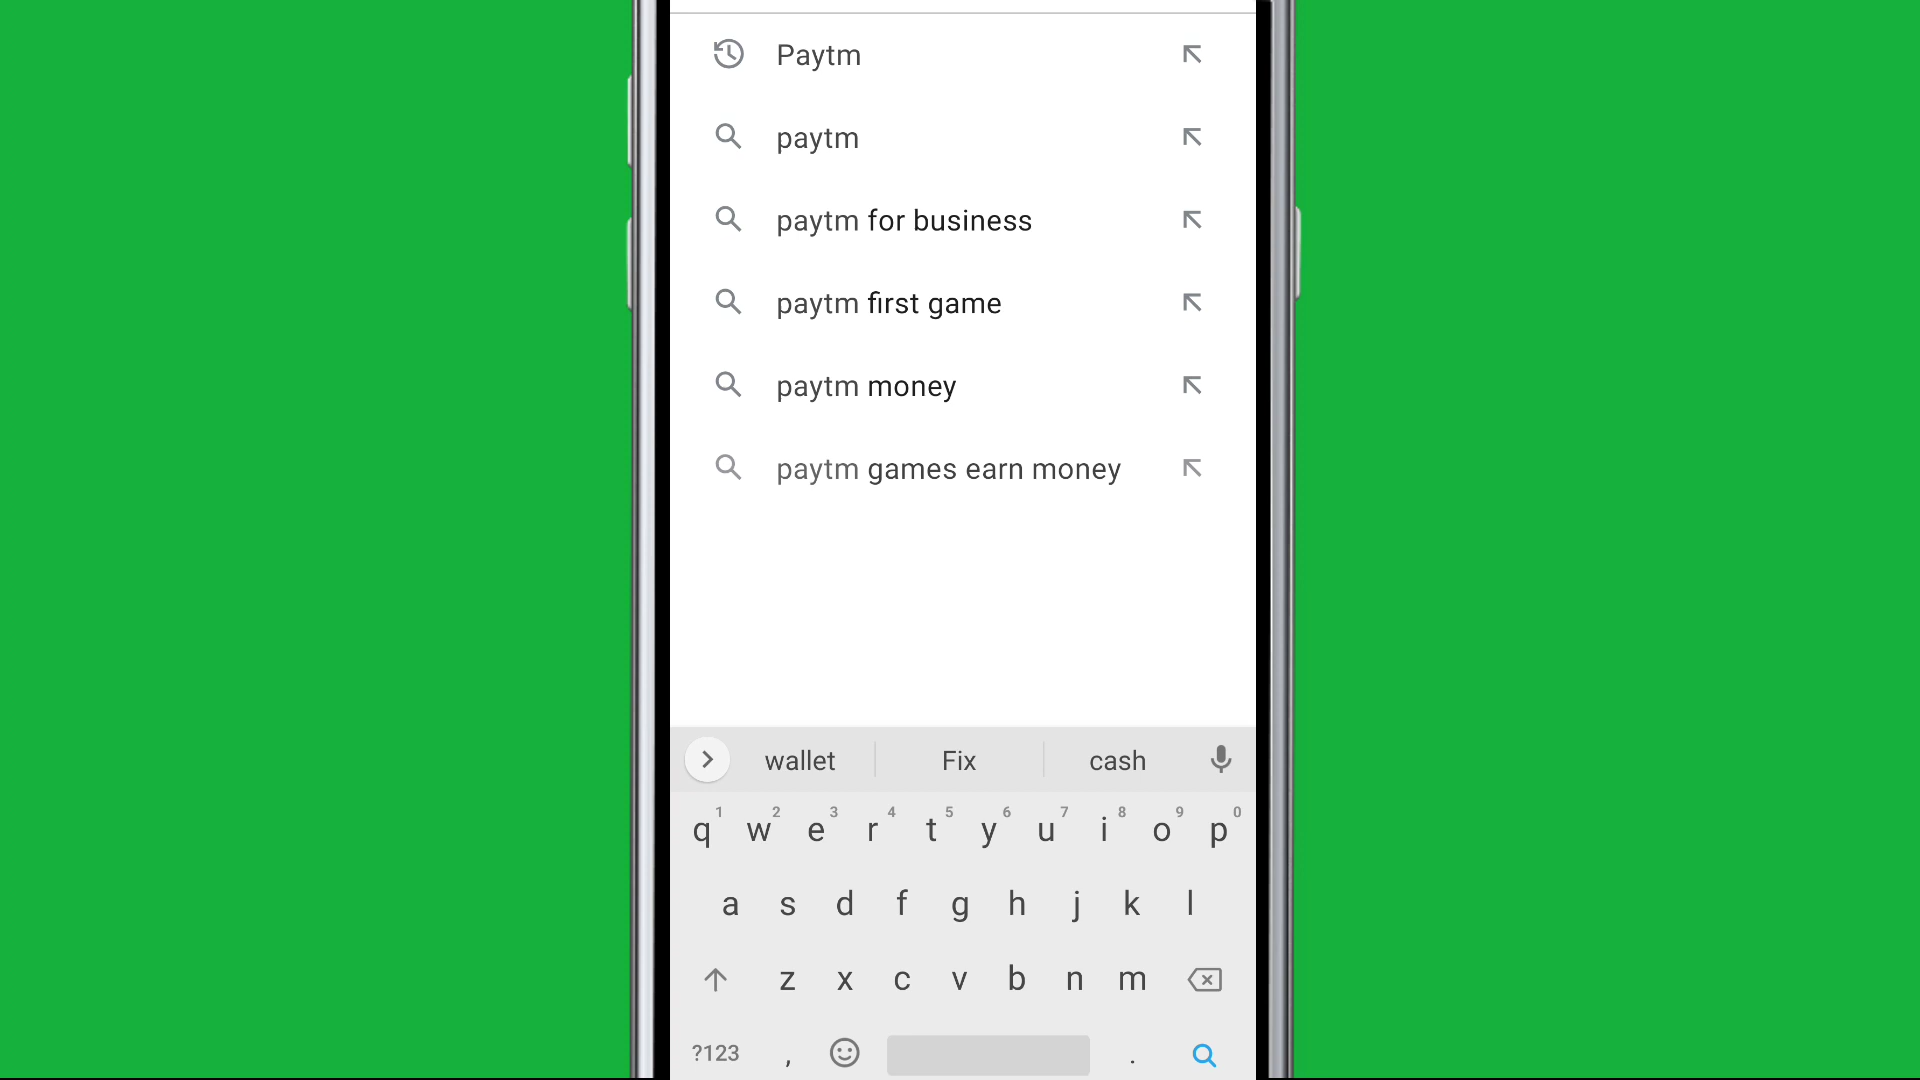 Paytm
paytm
paytm for business
paytm first game
paytm money
paytm games earn money
wallet Fix cash
1 2 3 4 5 6 7 8 9 0
q w e r t y u i o p
a s d f g h j k l
z x c v b n m
?123 , .